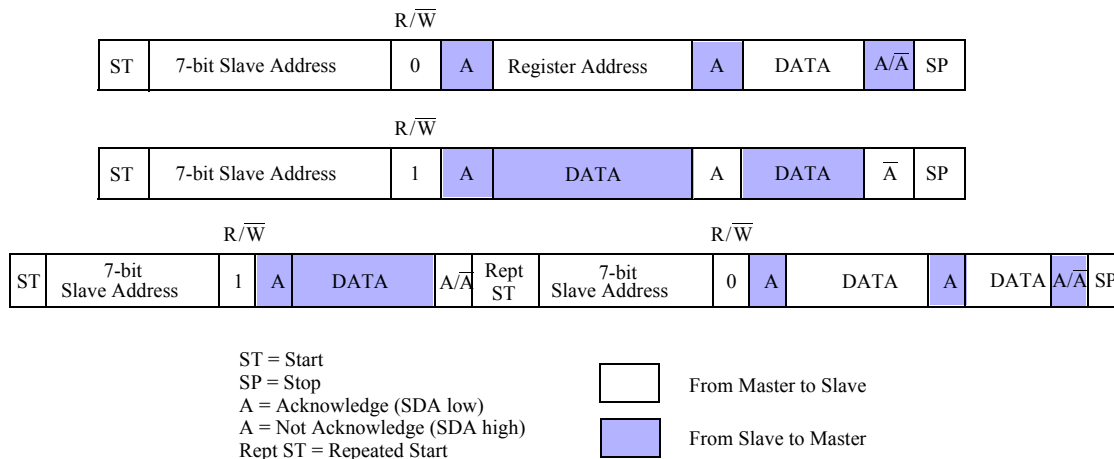 R/W̅
ST 7-bit Slave Address 0 A Register Address A DATA A/A̅ SP
R/W̅
ST 7-bit Slave Address 1 A DATA A DATA A̅ SP
R/W̅ R/W̅
ST 7-bit Slave Address 1 A DATA A/A̅ Rept ST 7-bit Slave Address 0 A DATA A DATA A/A̅ SP
ST = Start
SP = Stop
A = Acknowledge (SDA low)
A = Not Acknowledge (SDA high)
Rept ST = Repeated Start
From Master to Slave
From Slave to Master